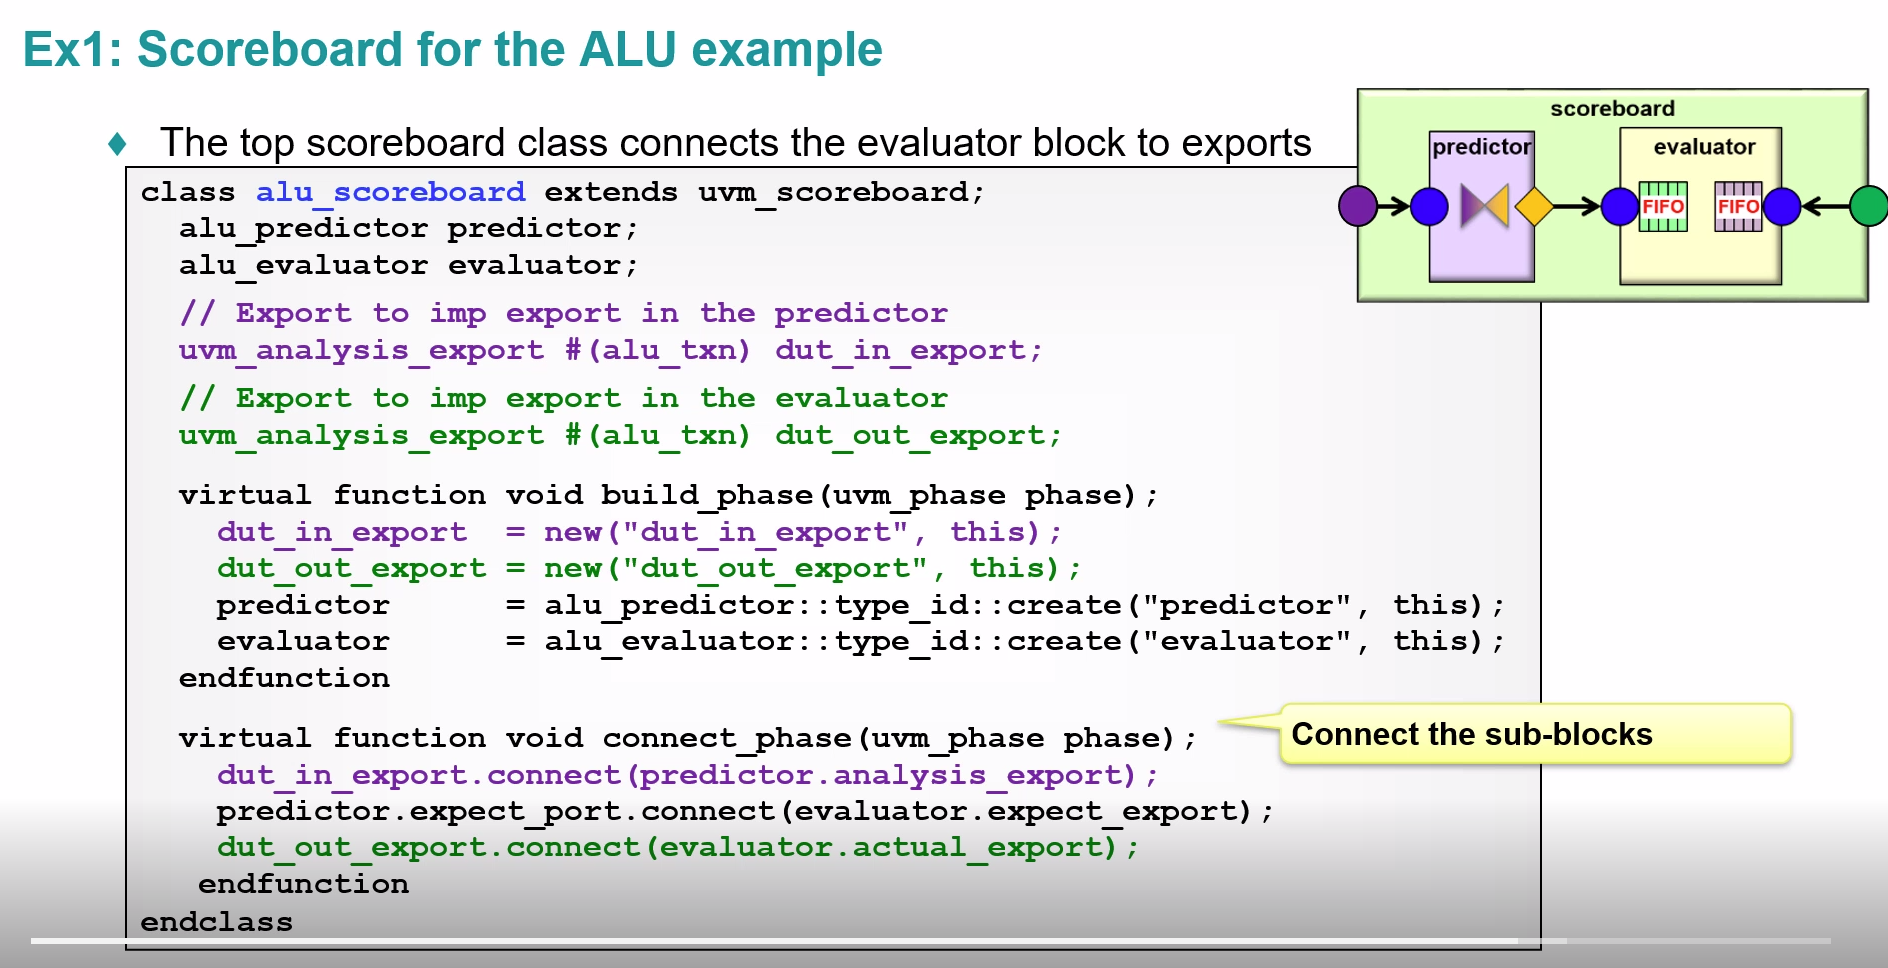 Ex1: Scoreboard for the ALU example
The top scoreboard class connects the evaluator block to exports
scoreboard
predictor
evaluator
FIFO
FIFO
class alu_scoreboard extends uvm_scoreboard;
alu_predictor predictor;
alu_evaluator evaluator;
// Export to imp export in the predictor
uvm_analysis_export #(alu_txn) dut_in_export;
// Export to imp export in the evaluator
uvm_analysis_export #(alu_txn) dut_out_export;
virtual function void build_phase(uvm_phase phase);
dut_in_export = new("dut_in_export", this);
dut_out_export = new("dut_out_export", this);
predictor = alu_predictor::type_id::create("predictor", this);
evaluator = alu_evaluator::type_id::create("evaluator", this);
endfunction
virtual function void connect_phase(uvm_phase phase);
Connect the sub-blocks
dut_in_export.connect(predictor.analysis_export);
predictor.expect_port.connect(evaluator.expect_export);
dut_out_export.connect(evaluator.actual_export);
endfunction
endclass